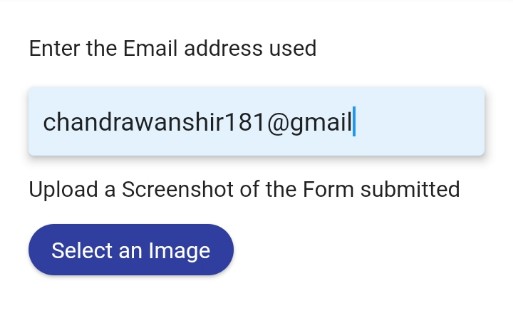 Enter the Email address used
chandrawanshir181@gmail
Upload a Screenshot of the Form submitted
Select an Image